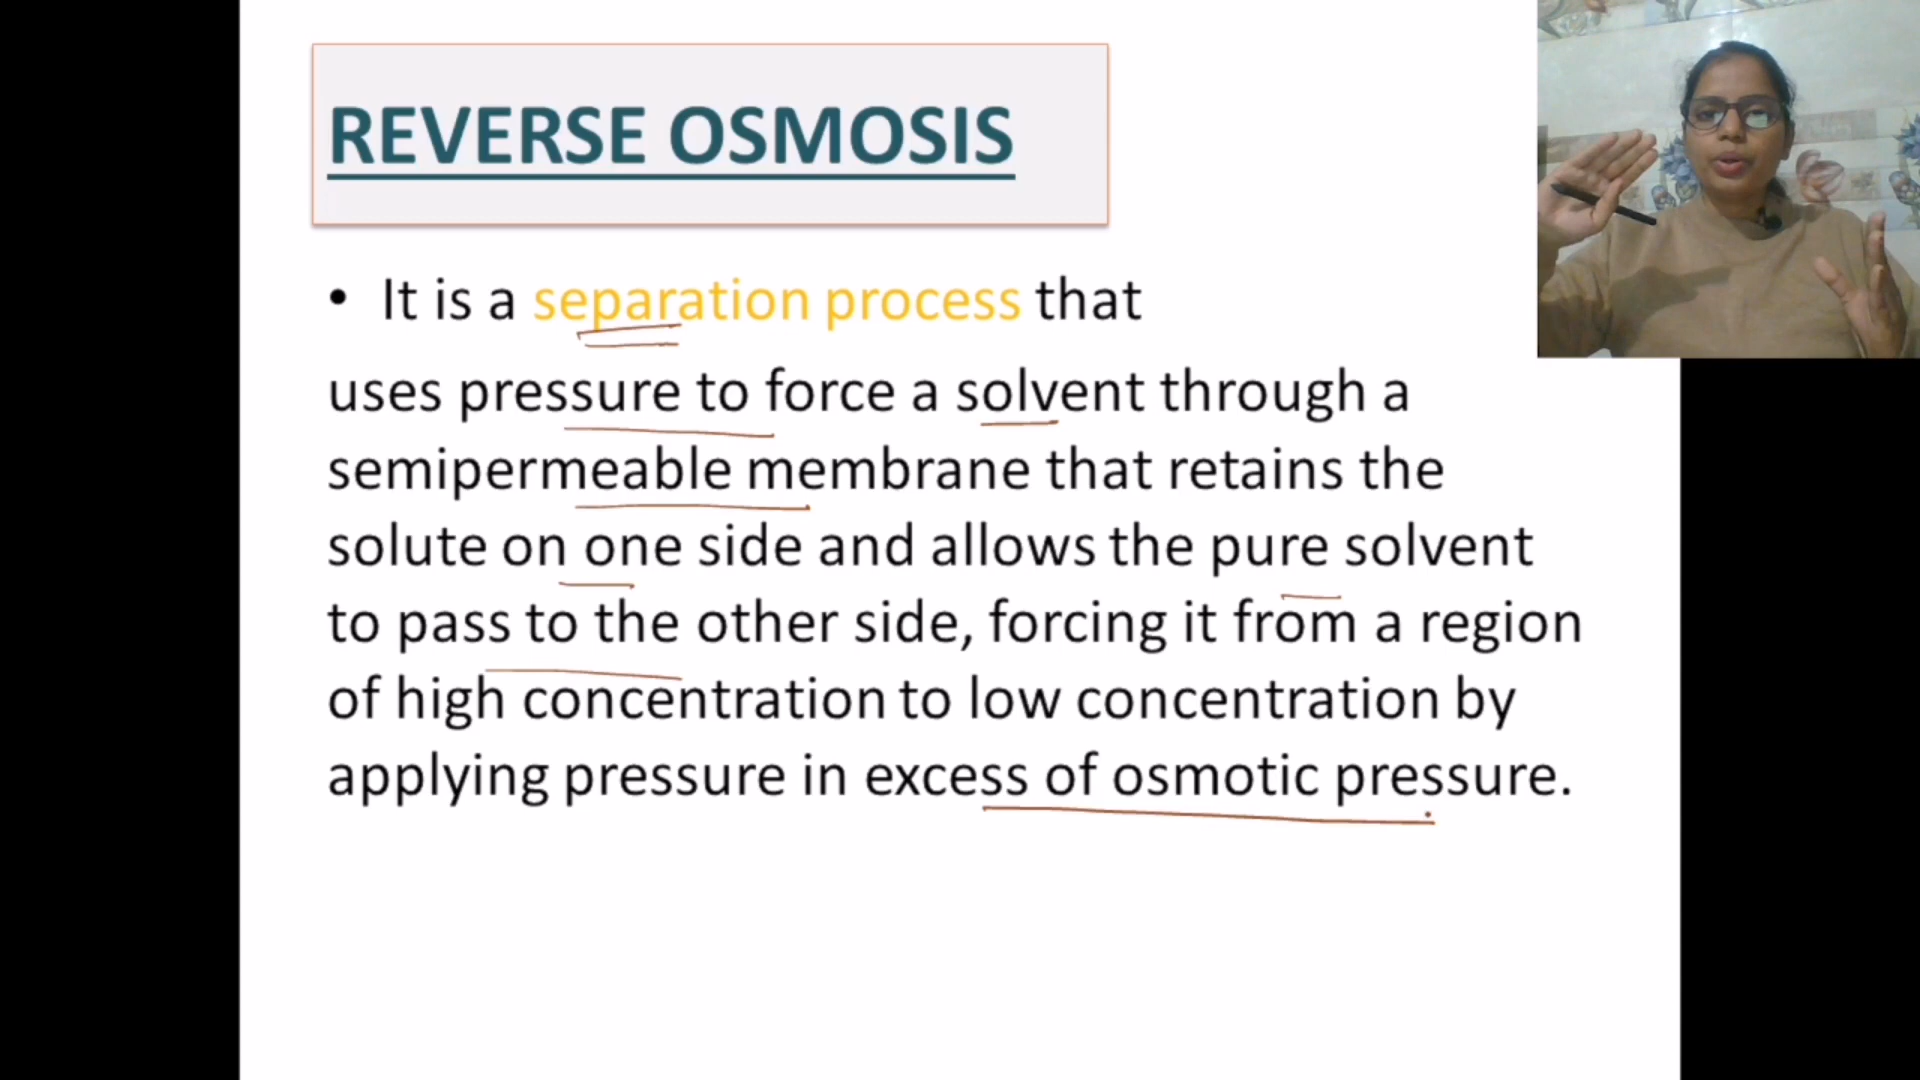 REVERSE OSMOSIS
• It is a separation process that
uses pressure to force a solvent through a
semipermeable membrane that retains the
solute on one side and allows the pure solvent
to pass to the other side, forcing it from a region
of high concentration to low concentration by
applying pressure in excess of osmotic pressure.